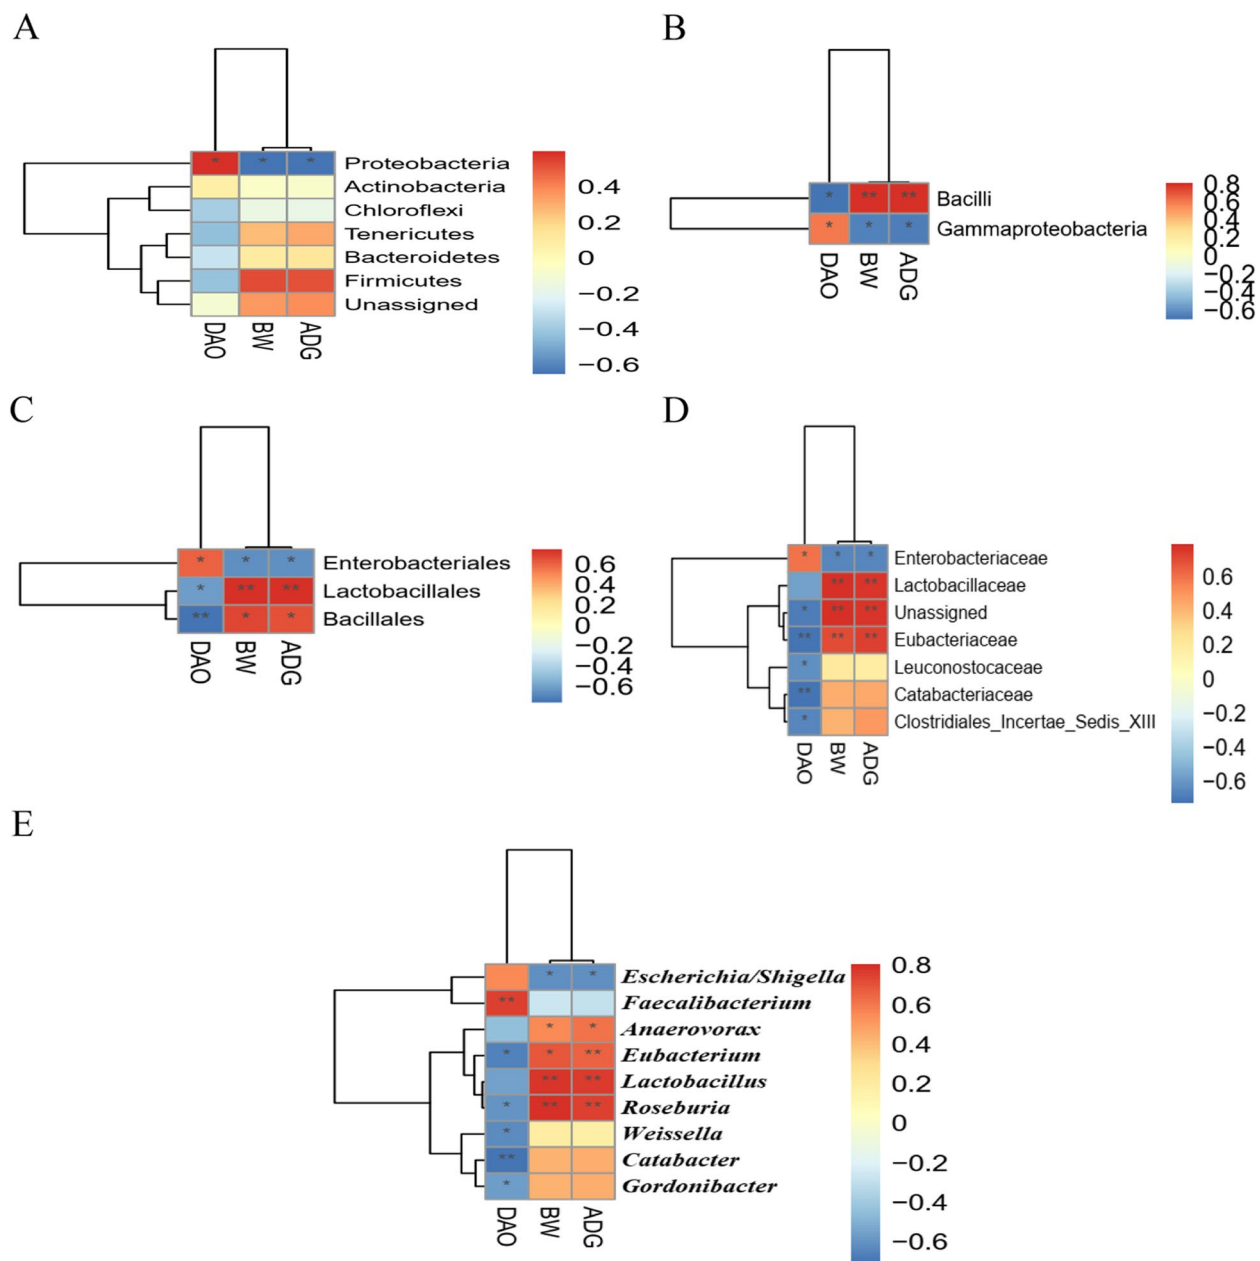 A
* * * Proteobacteria
Actinobacteria
Chloroflexi
Tenericutes
Bacteroidetes
Firmicutes
Unassigned
DAO BW ADG
0.4
0.2
0
−0.2
−0.4
−0.6
B
* ** ** Bacilli
* * * Gammaproteobacteria
DAO BW ADG
0.8
0.6
0.4
0.2
0
−0.2
−0.4
−0.6
C
* * * Enterobacteriales
* ** ** Lactobacillales
** * * Bacillales
DAO BW ADG
0.6
0.4
0.2
0
−0.2
−0.4
−0.6
D
* * * Enterobacteriaceae
** ** Lactobacillaceae
* ** ** Unassigned
** ** ** Eubacteriaceae
* Leuconostocaceae
** Catabacteriaceae
* Clostridiales_Incertae_Sedis_XIII
DAO BW ADG
0.6
0.4
0.2
0
−0.2
−0.4
−0.6
E
* * Escherichia/Shigella
** Faecalibacterium
* * Anaerovorax
* * ** Eubacterium
** ** Lactobacillus
* ** ** Roseburia
* Weissella
** Catabacter
* Gordonibacter
DAO BW ADG
0.8
0.6
0.4
0.2
0
−0.2
−0.4
−0.6